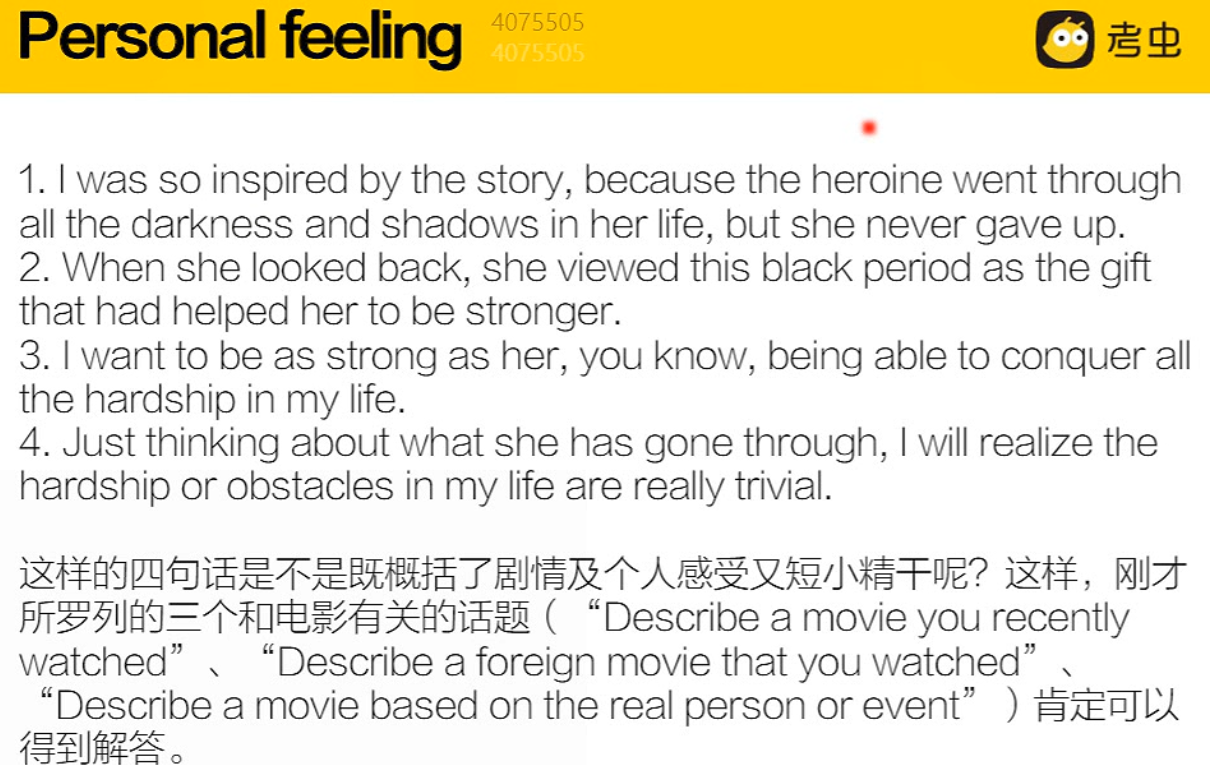 Personal feeling
4075505
4075505
考虫
1. I was so inspired by the story, because the heroine went through
all the darkness and shadows in her life, but she never gave up.
2. When she looked back, she viewed this black period as the gift
that had helped her to be stronger.
3. I want to be as strong as her, you know, being able to conquer all
the hardship in my life.
4. Just thinking about what she has gone through, I will realize the
hardship or obstacles in my life are really trivial.
这样的四句话是不是既概括了剧情及个人感受又短小精干呢？这样，刚才
所罗列的三个和电影有关的话题（“Describe a movie you recently
watched”、“Describe a foreign movie that you watched”、
“Describe a movie based on the real person or event”）肯定可以
得到解答。